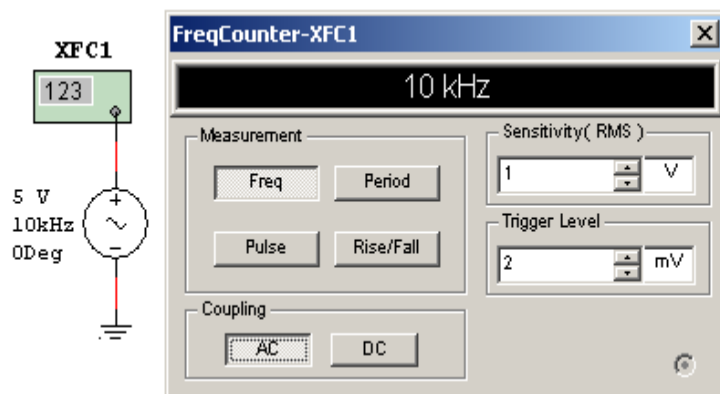 XFC1
123
5 V
10kHz
0Deg
FreqCounter-XFC1
10 kHz
Measurement
Freq
Period
Pulse
Rise/Fall
Coupling
AC
DC
Sensitivity( RMS )
1
V
Trigger Level
2
mV